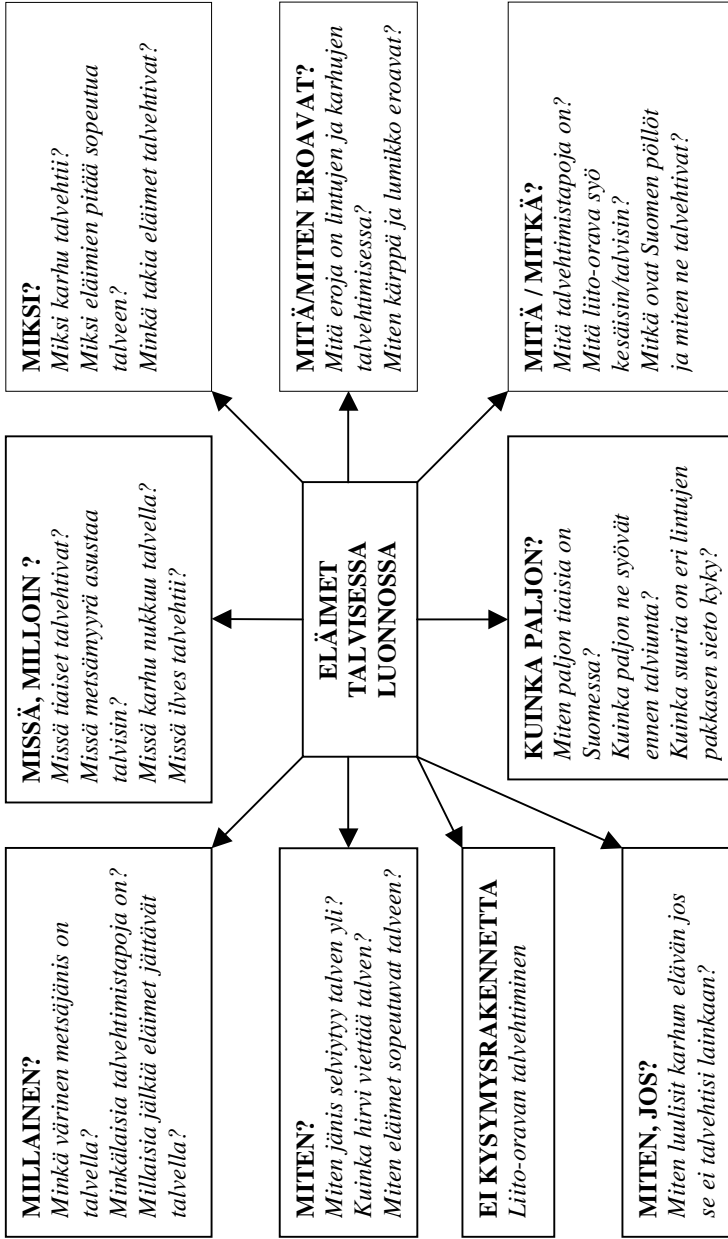 MILLAINEN?
Minkä värinen metsäjänis on
talvella?
Minkälaisia talvehtimistapoja on?
Millaisia jälkiä eläimet jättävät
talvella?
MISSÄ, MILLOIN ?
Missä tiaiset talvehtivat?
Missä metsämyyrä asustaa
talvisin?
Missä karhu nukkuu talvella?
Missä ilves talvehtii?
MIKSI?
Miksi karhu talvehtii?
Miksi eläimien pitää sopeutua
talveen?
Minkä takia eläimet talvehtivat?
MITEN?
Miten jänis selviytyy talven yli?
Kuinka hirvi viettää talven?
Miten eläimet sopeutuvat talveen?
ELÄIMET
TALVISESSA
LUONNOSSA
MITÄ/MITEN EROAVAT?
Mitä eroja on lintujen ja karhujen
talvehtimisessa?
Miten kärppä ja lumikko eroavat?
EI KYSYMYSRAKENNETTA
Liito-oravan talvehtiminen
MITEN, JOS?
Miten luulisit karhun elävän jos
se ei talvehtisi lainkaan?
KUINKA PALJON?
Miten paljon tiaisia on
Suomessa?
Kuinka paljon ne syövät
ennen talviunta?
Kuinka suuria on eri lintujen
pakkasen sieto kyky?
MITÄ / MITKÄ?
Mitä talvehtimistapoja on?
Mitä liito-orava syö
kesäisin/talvisin?
Mitkä ovat Suomen pöllöt
ja miten ne talvehtivat?